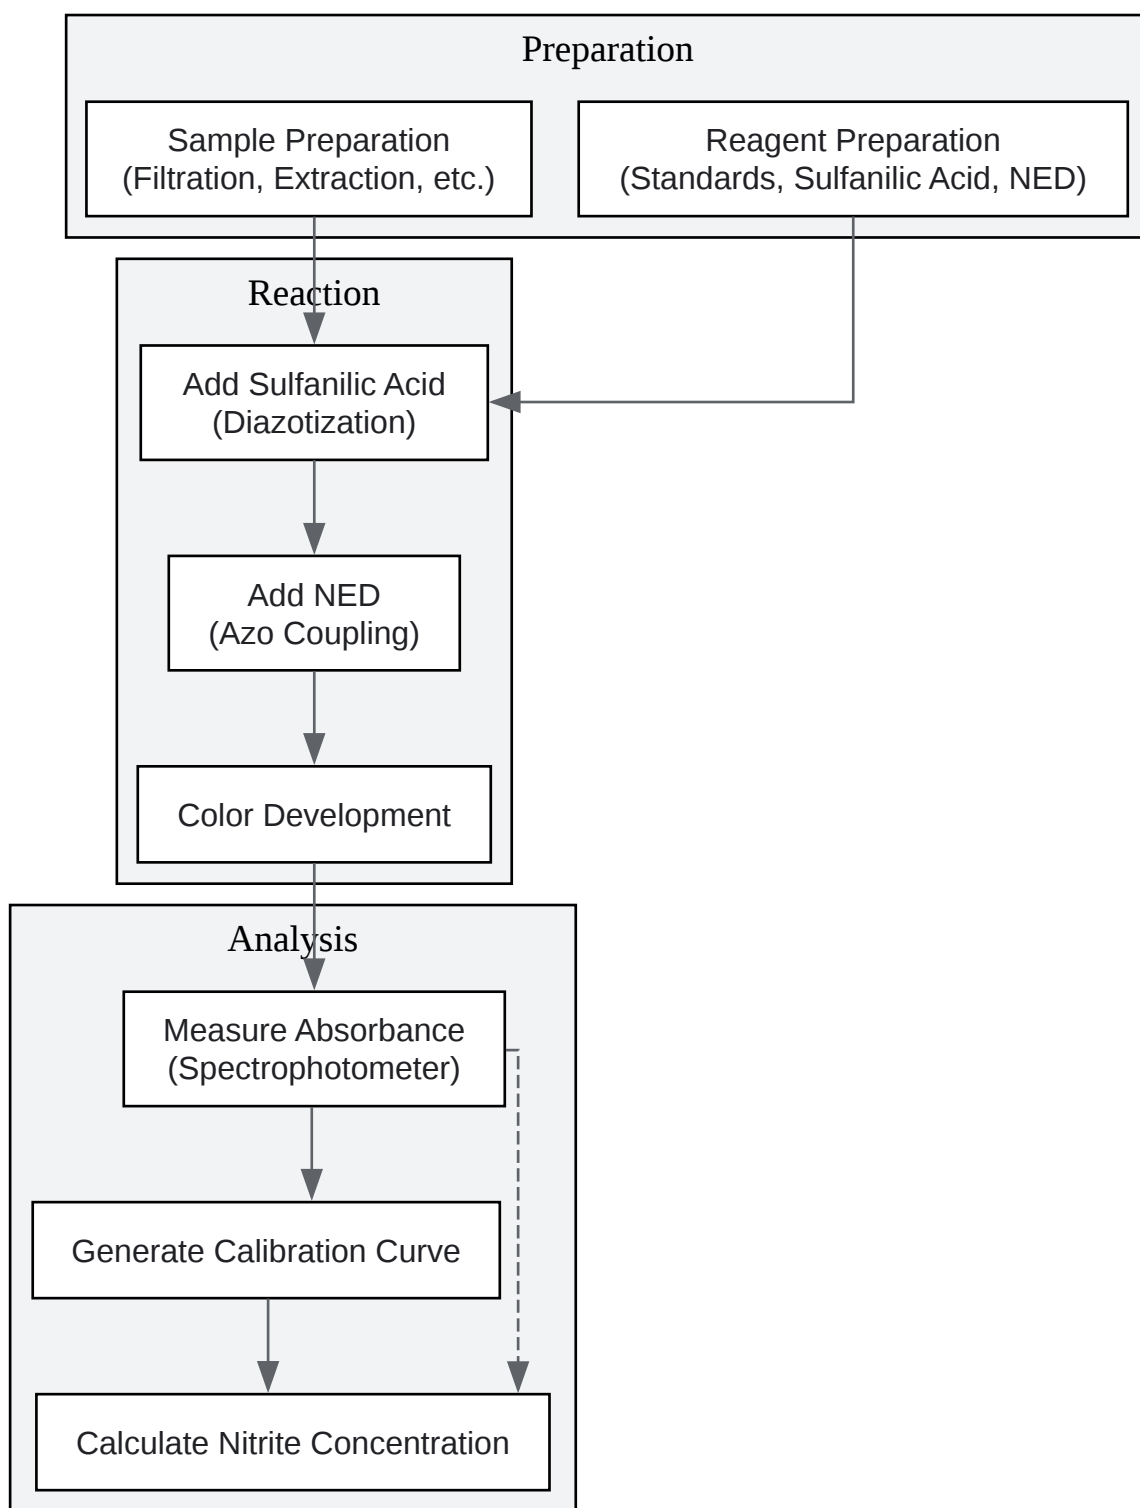 Preparation
Sample Preparation
(Filtration, Extraction, etc.)
Reagent Preparation
(Standards, Sulfanilic Acid, NED)
Reaction
Add Sulfanilic Acid
(Diazotization)
Add NED
(Azo Coupling)
Color Development
Analysis
Measure Absorbance
(Spectrophotometer)
Generate Calibration Curve
Calculate Nitrite Concentration